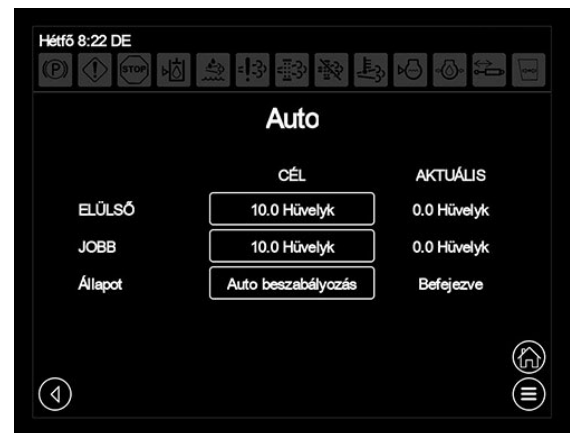 Hétfő 8:22 DE
(P) STOP
Auto
CÉL AKTUÁLIS
ELÜLSŐ 10.0 Hüvelyk 0.0 Hüvelyk
JOBB 10.0 Hüvelyk 0.0 Hüvelyk
Állapot Auto beszabályozás Befejezve